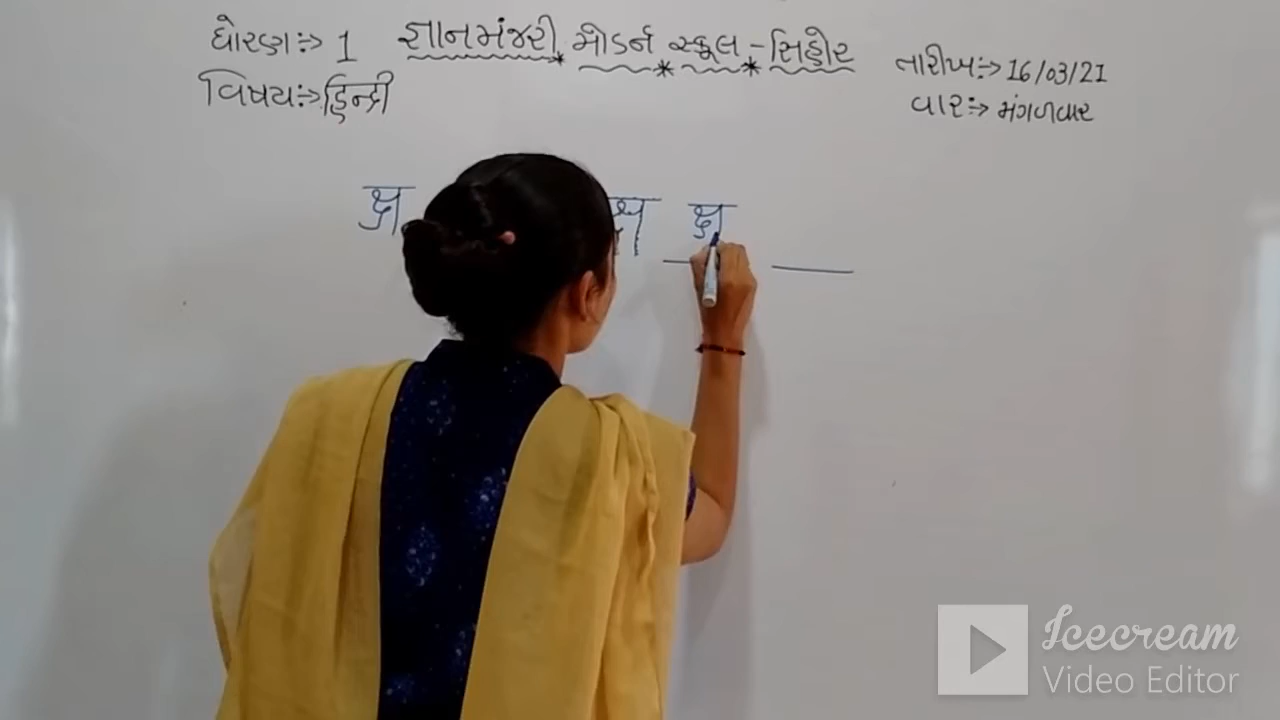 ધોરણ:-> 1 જ્ઞાનમંજરી મોડર્ન સ્કૂલ - સિહોર
તારીખ:-> 16/03/21
વિષય:-> હિન્દી
વાર:-> મંગળવાર
क्ष क्ष क्ष
Icecream
Video Editor